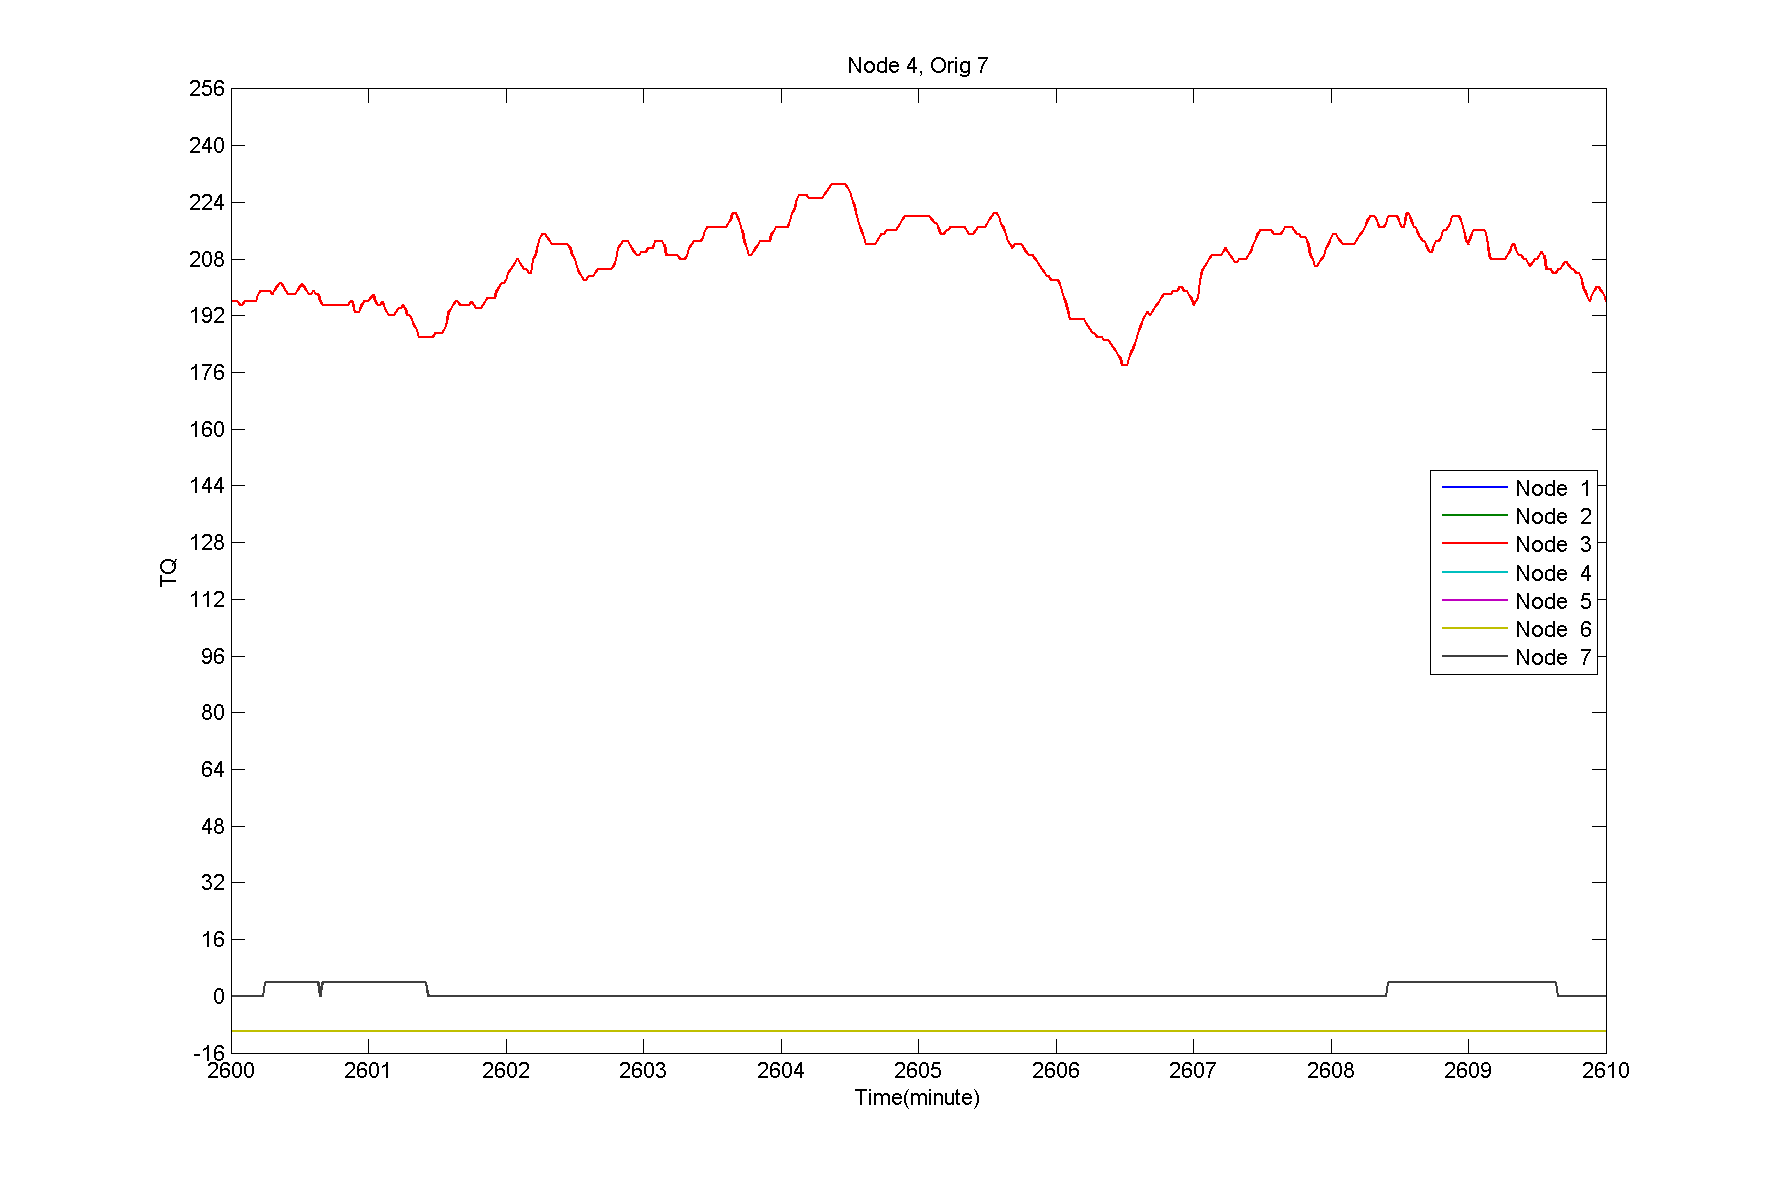 Node 4, Orig 7
256
240
224
208
192
176
160
144
128
112
96
80
64
48
32
16
0
-16
TQ
Node 1
Node 2
Node 3
Node 4
Node 5
Node 6
Node 7
2600 2601 2602 2603 2604 2605 2606 2607 2608 2609 2610
Time(minute)